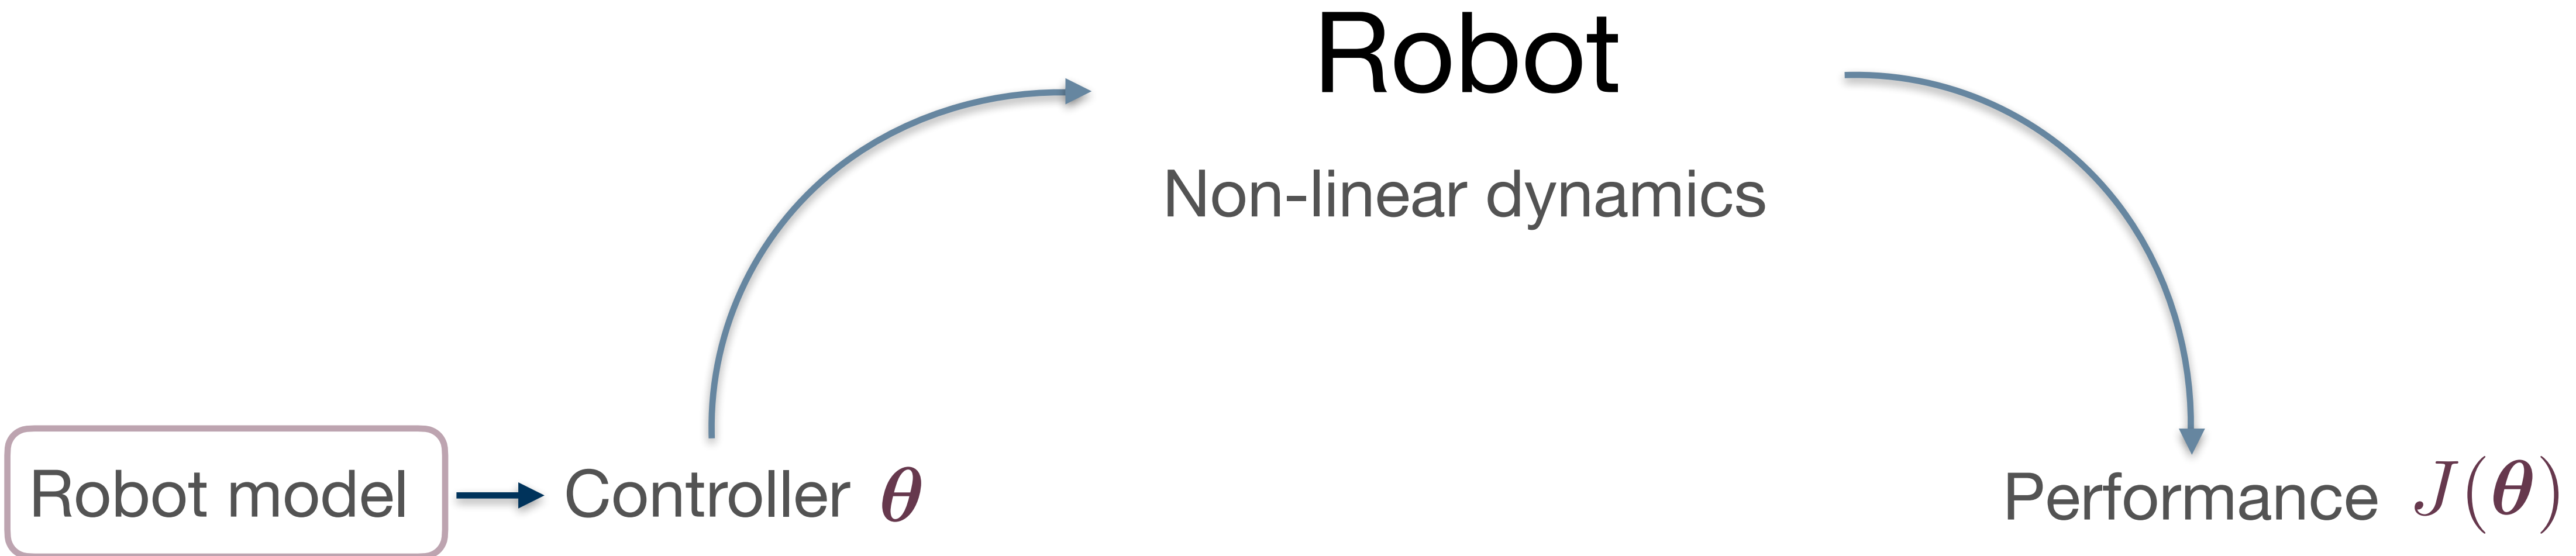 Robot
Non-linear dynamics
Robot model
Controller θ
Performance J(θ)